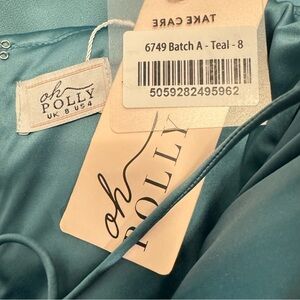 TAKE CARE
6749 Batch A - Teal - 8
5059282495962
oh
POLLY
UK 8 US4
oh
POLLY